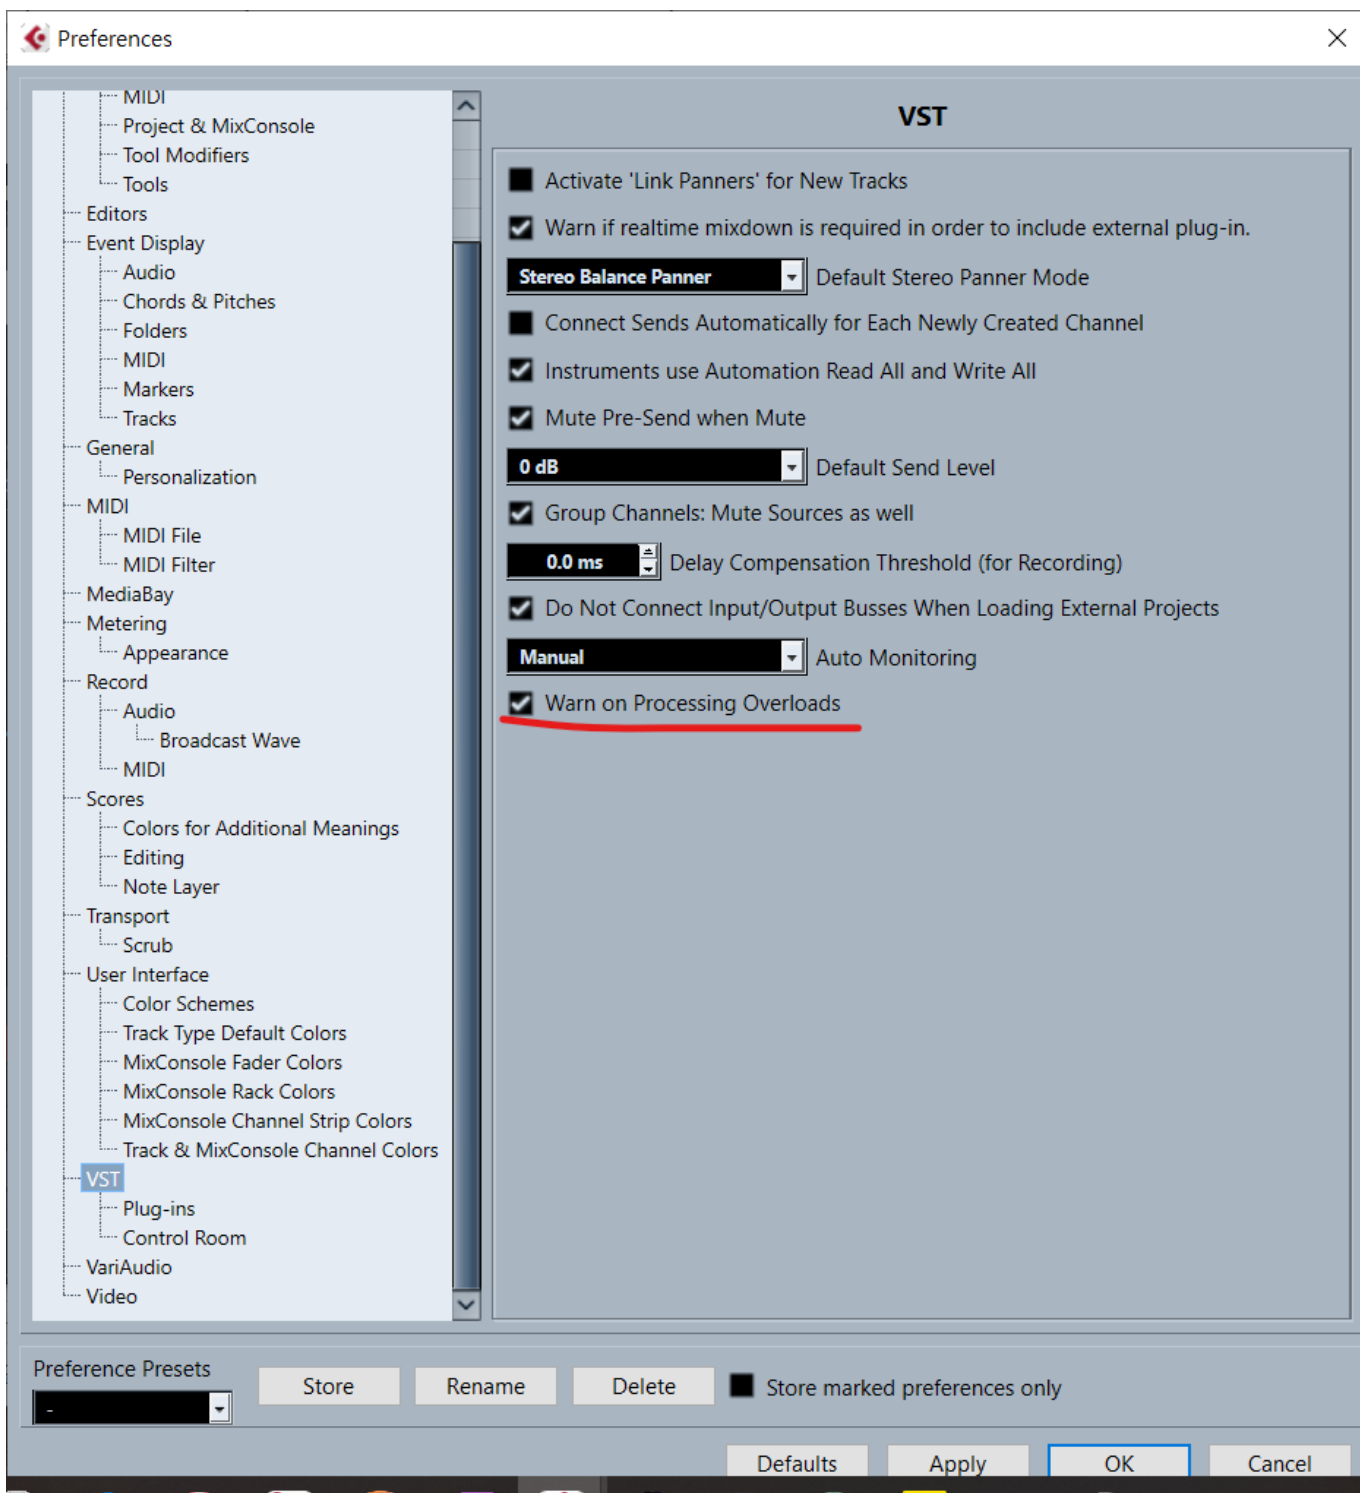 Preferences
MIDI
Project & MixConsole
Tool Modifiers
Tools
Editors
Event Display
Audio
Chords & Pitches
Folders
MIDI
Markers
Tracks
General
Personalization
MIDI
MIDI File
MIDI Filter
MediaBay
Metering
Appearance
Record
Audio
Broadcast Wave
MIDI
Scores
Colors for Additional Meanings
Editing
Note Layer
Transport
Scrub
User Interface
Color Schemes
Track Type Default Colors
MixConsole Fader Colors
MixConsole Rack Colors
MixConsole Channel Strip Colors
Track & MixConsole Channel Colors
VST
Plug-ins
Control Room
VariAudio
Video
VST
Activate 'Link Panners' for New Tracks
Warn if realtime mixdown is required in order to include external plug-in.
Stereo Balance Panner Default Stereo Panner Mode
Connect Sends Automatically for Each Newly Created Channel
Instruments use Automation Read All and Write All
Mute Pre-Send when Mute
0 dB Default Send Level
Group Channels: Mute Sources as well
0.0 ms Delay Compensation Threshold (for Recording)
Do Not Connect Input/Output Busses When Loading External Projects
Manual Auto Monitoring
Warn on Processing Overloads
Preference Presets
-
Store Rename Delete Store marked preferences only
Defaults Apply OK Cancel